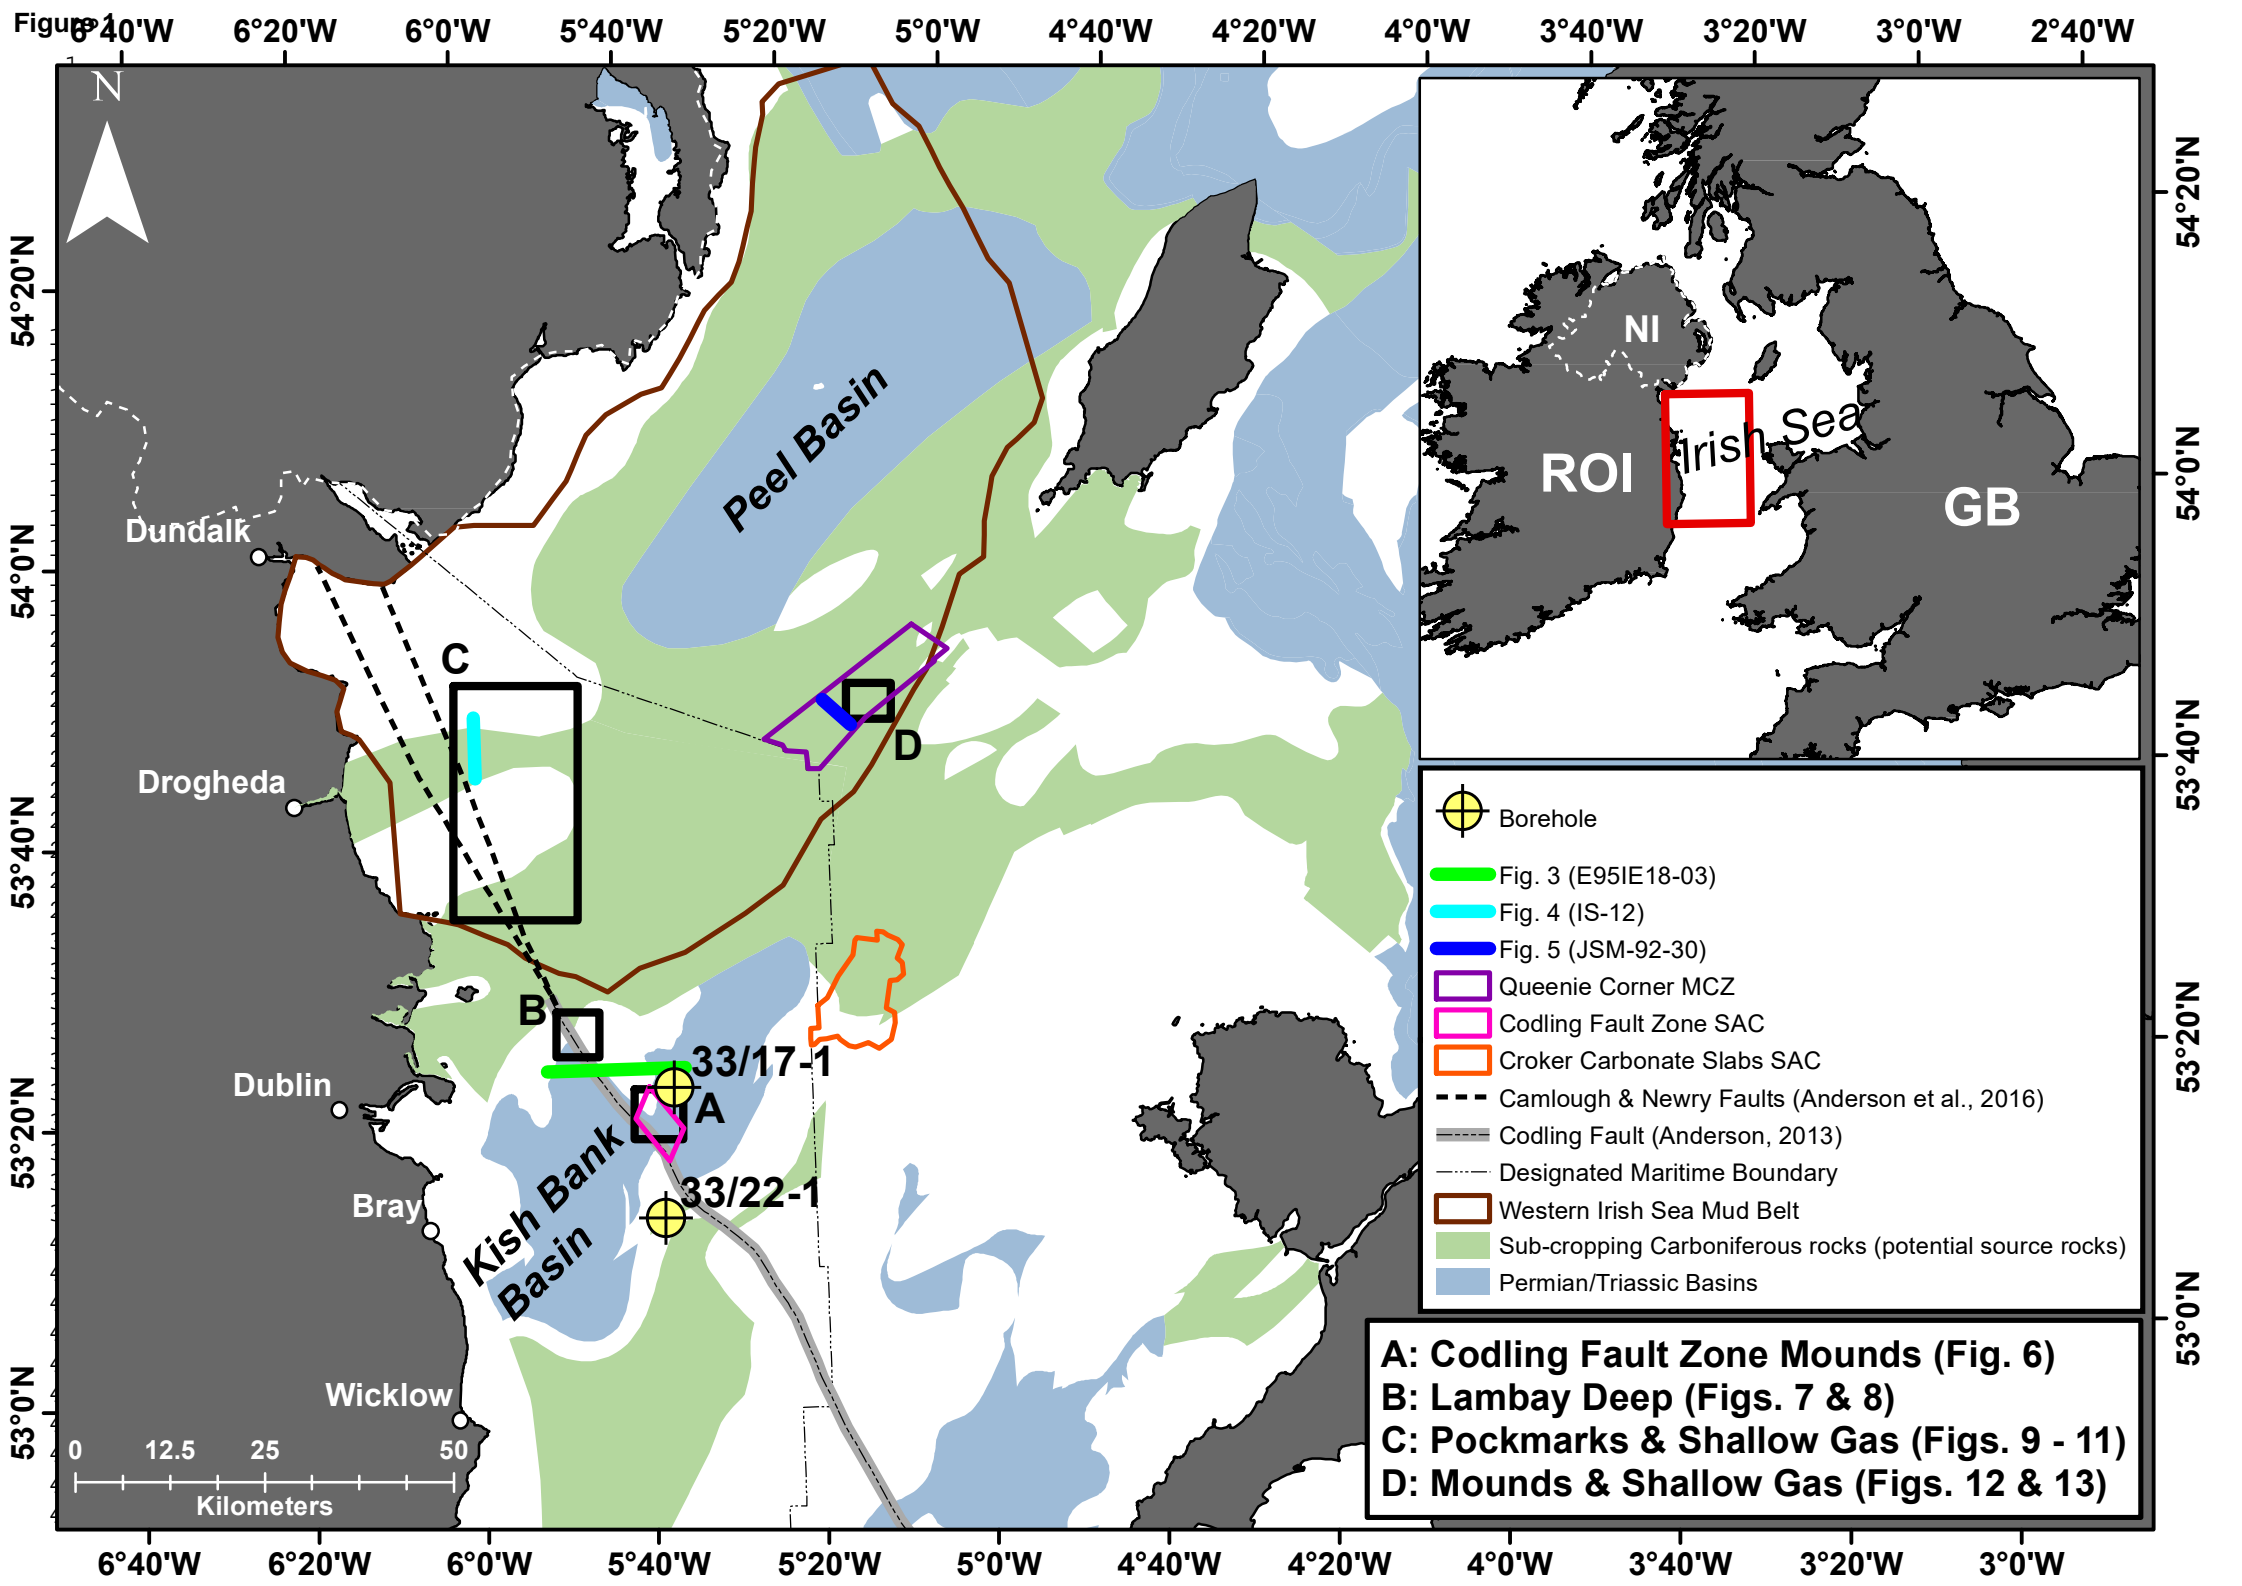 Figure 1
6°40'W 6°20'W 6°0'W 5°40'W 5°20'W 5°0'W 4°40'W 4°20'W 4°0'W 3°40'W 3°20'W 3°0'W 2°40'W
N
54°20'N
54°0'N
53°40'N
53°20'N
53°0'N
54°20'N
54°0'N
53°40'N
53°20'N
53°0'N
NI
ROI
Irish Sea
GB
Peel Basin
Dundalk
C
D
Drogheda
B
33/17-1
Dublin
A
Kish Bank
Basin
33/22-1
Bray
Wicklow
0 12.5 25 50
Kilometers
Borehole
Fig. 3 (E95IE18-03)
Fig. 4 (IS-12)
Fig. 5 (JSM-92-30)
Queenie Corner MCZ
Codling Fault Zone SAC
Croker Carbonate Slabs SAC
Camlough & Newry Faults (Anderson et al., 2016)
Codling Fault (Anderson, 2013)
Designated Maritime Boundary
Western Irish Sea Mud Belt
Sub-cropping Carboniferous rocks (potential source rocks)
Permian/Triassic Basins
A: Codling Fault Zone Mounds (Fig. 6)
B: Lambay Deep (Figs. 7 & 8)
C: Pockmarks & Shallow Gas (Figs. 9 - 11)
D: Mounds & Shallow Gas (Figs. 12 & 13)
6°40'W 6°20'W 6°0'W 5°40'W 5°20'W 5°0'W 4°40'W 4°20'W 4°0'W 3°40'W 3°20'W 3°0'W